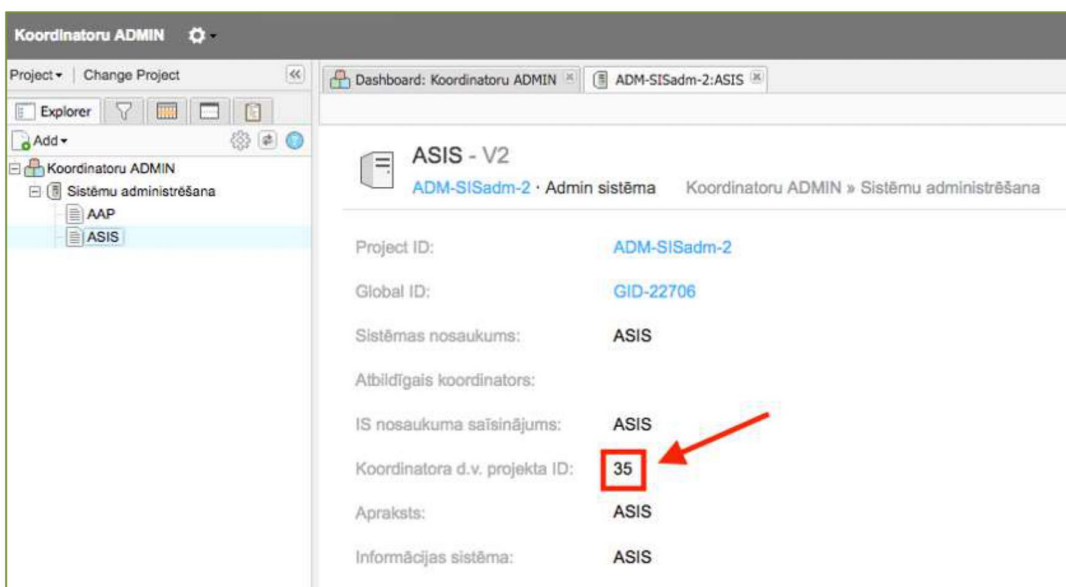 Koordinatoru ADMIN
Project Change Project
Explorer
Add
Koordinatoru ADMIN
Sistēmu administrēšana
AAP
ASIS
Dashboard: Koordinatoru ADMIN ADM-SISadm-2:ASIS
ASIS - V2
ADM-SISadm-2 · Admin sistēma Koordinatoru ADMIN » Sistēmu administrēšana
Project ID: ADM-SISadm-2
Global ID: GID-22706
Sistēmas nosaukums: ASIS
Atbildīgais koordinators:
IS nosaukuma saīsinājums: ASIS
Koordinatora d.v. projekta ID: 35
Apraksts: ASIS
Informācijas sistēma: ASIS